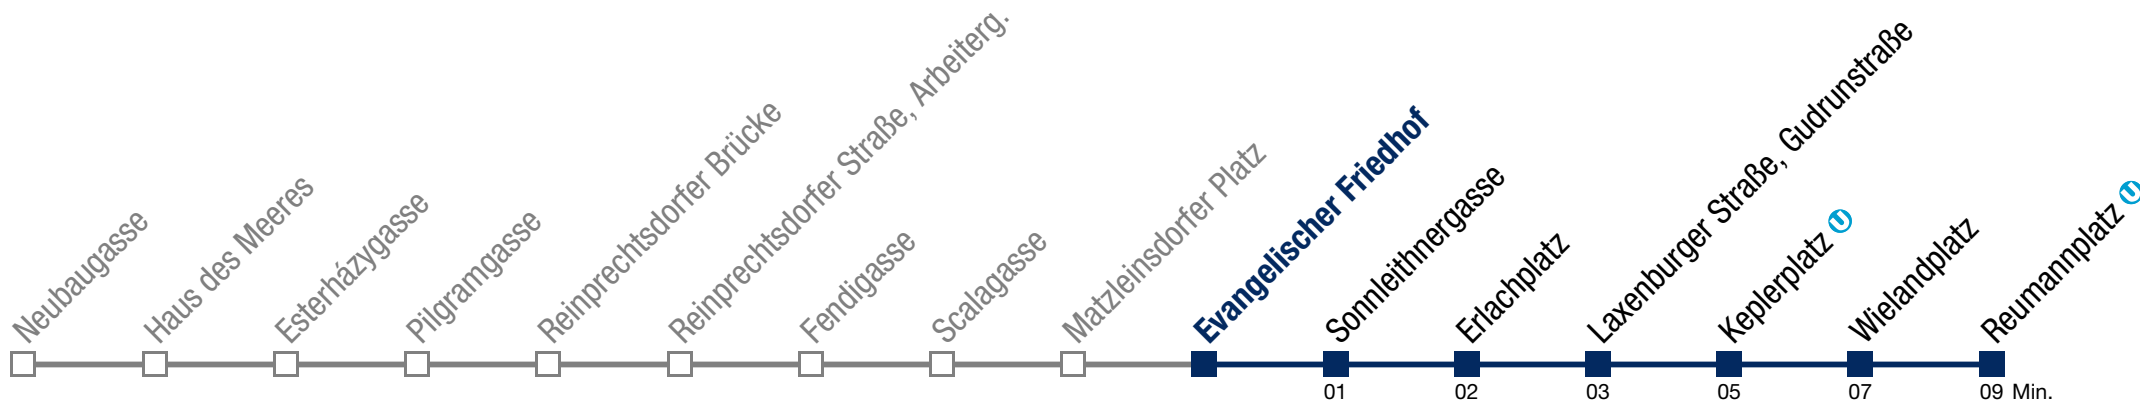 Neubaugasse
Haus des Meeres
Esterházygasse
Pilgramgasse
Reinprechtsdorfer Brücke
Reinprechtsdorfer Straße, Arbeiterg.
Fendigasse
Scalagasse
Matzleinsdorfer Platz
Evangelischer Friedhof
Sonnleithnergasse
Erlachplatz
Laxenburger Straße, Gudrunstraße
Keplerplatz U
Wielandplatz
Reumannplatz U
01 02 03 05 07 09 Min.